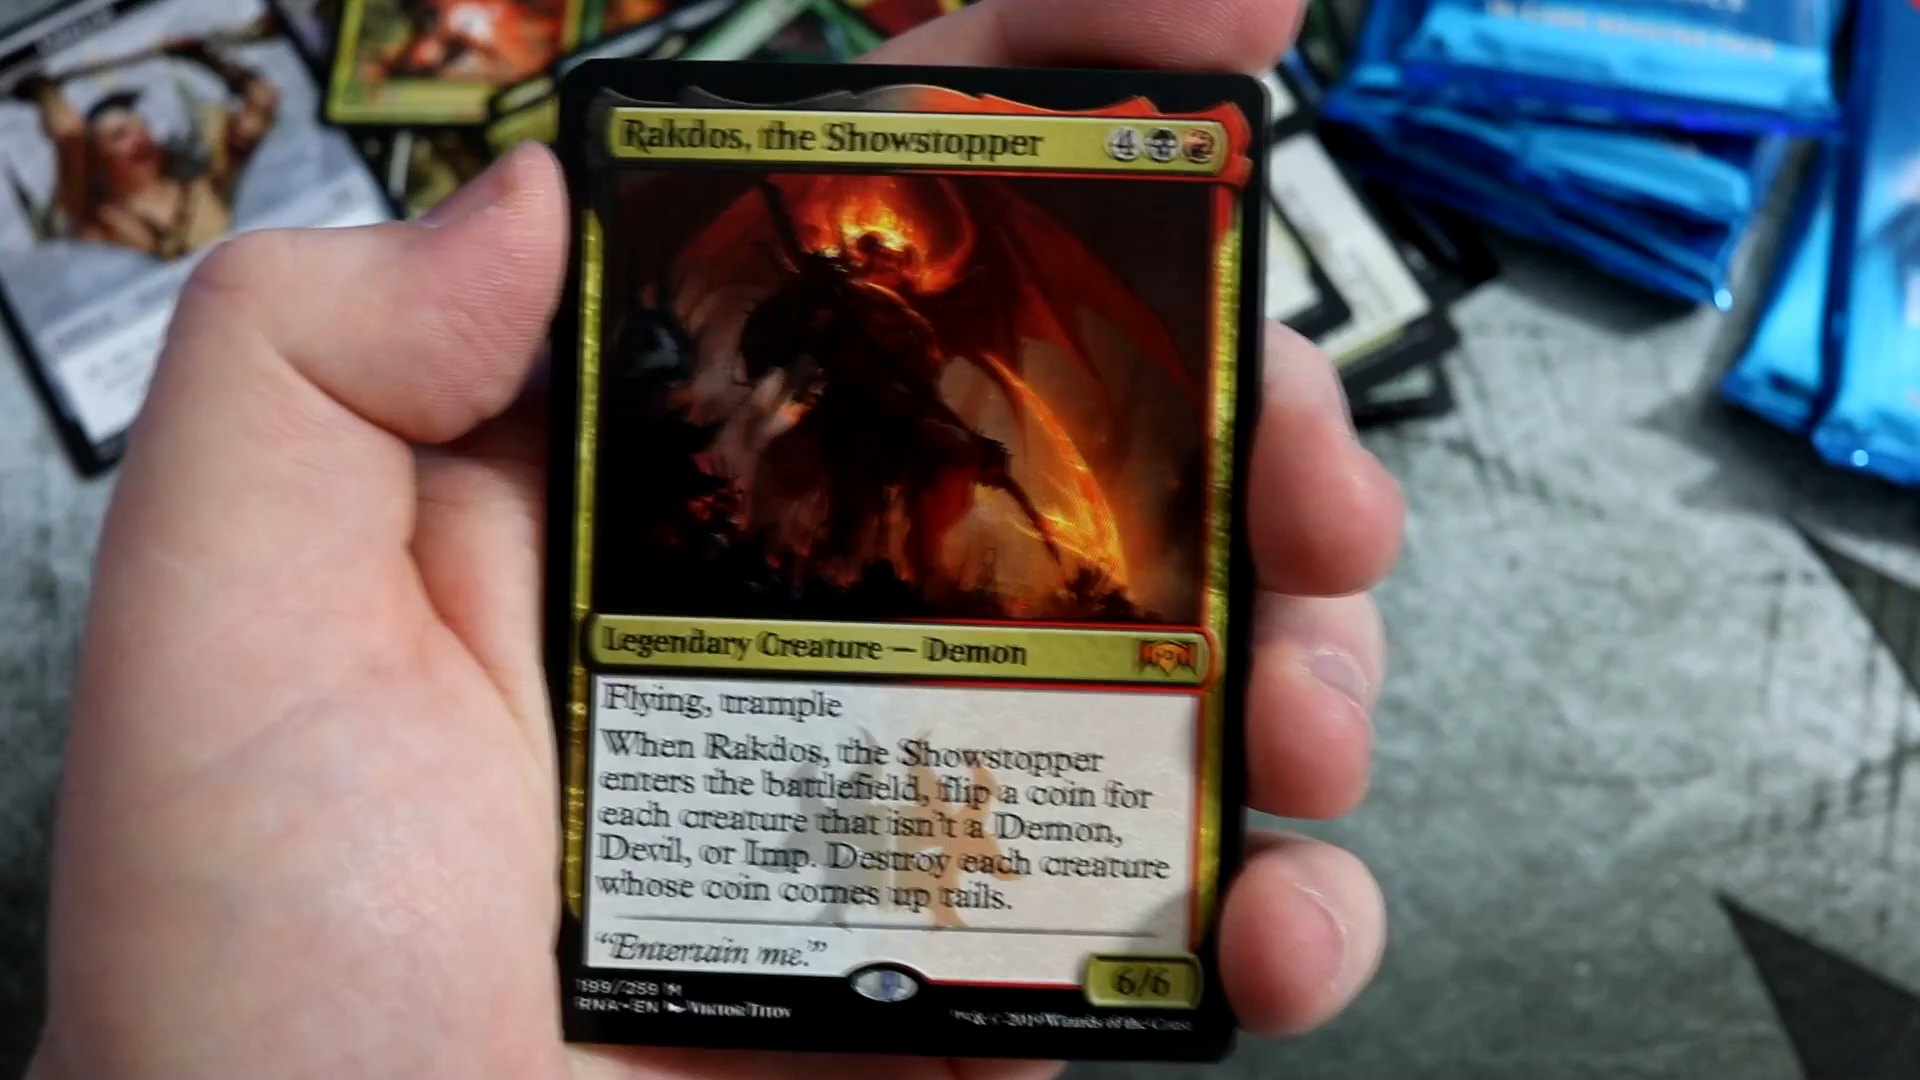 Rakdos, the Showstopper 4
Legendary Creature — Demon
Flying, trample
When Rakdos, the Showstopper
enters the battlefield, flip a coin for
each creature that isn't a Demon,
Devil, or Imp. Destroy each creature
whose coin comes up tails.
"Entertain me."
6/6
199/259 M
RNA • EN Viktor Titov
& © 2019 Wizards of the Coast